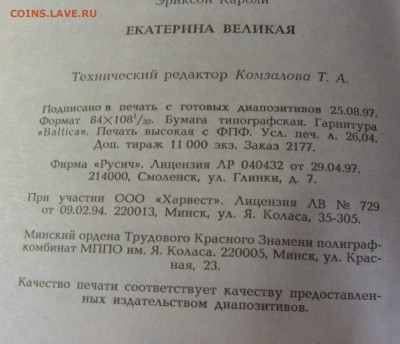 COINS.LAVE.RU
Эриксон Кароли
ЕКАТЕРИНА ВЕЛИКАЯ
Технический редактор Комзалова Т. А.
Подписано в печать с готовых диапозитивов 25.08.97.
Формат 84×108¹/₃₂. Бумага типографская. Гарнитура
«Baltica». Печать высокая с ФПФ. Усл. печ. л. 26,04.
Доп. тираж 11 000 экз. Заказ 2177.
Фирма «Русич». Лицензия ЛР 040432 от 29.04.97.
214000, Смоленск, ул. Глинки, д. 7.
При участии ООО «Харвест». Лицензия ЛВ № 729
от 09.02.94. 220013, Минск, ул. Я. Коласа, 35-305.
Минский ордена Трудового Красного Знамени полиграф-
комбинат МППО им. Я. Коласа. 220005, Минск, ул. Крас-
ная, 23.
Качество печати соответствует качеству предоставлен-
ных издательством диапозитивов.